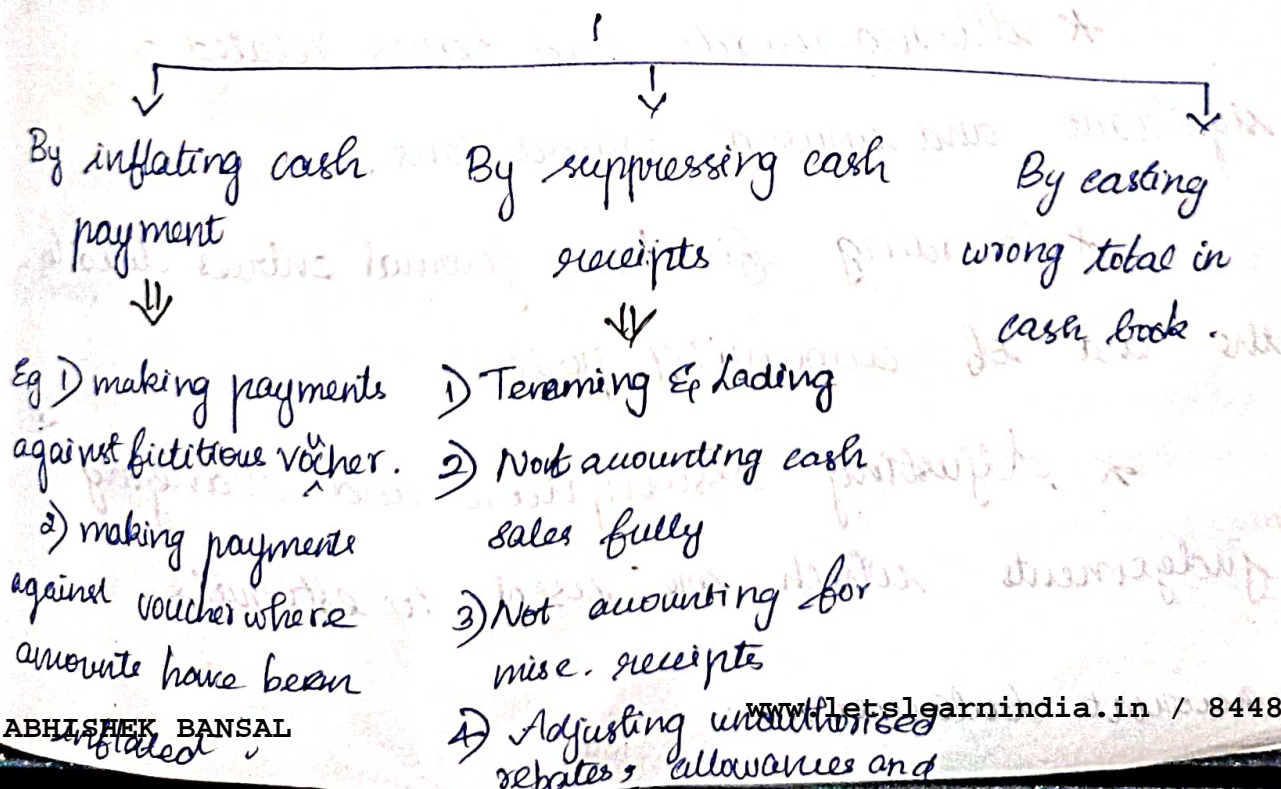 By inflating cash
payment
Eg 1) making payments
against fictitious voucher.
2) making payments
against voucher where
amounts have been
inflated.
By suppressing cash
receipts
1) Teeming & Lading
2) Not accounting cash
sales fully
3) Not accounting for
misc. receipts
4) Adjusting unauthorised
rebates, allowances and
By casting
wrong total in
cash book.
ABHISHEK BANSAL
www.letslearnindia.in / 8448